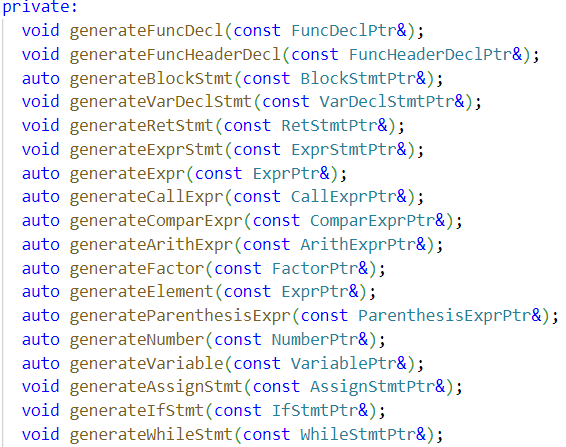 private:
void generateFuncDecl(const FuncDeclPtr&);
void generateFuncHeaderDecl(const FuncHeaderDeclPtr&);
auto generateBlockStmt(const BlockStmtPtr&);
void generateVarDeclStmt(const VarDeclStmtPtr&);
void generateRetStmt(const RetStmtPtr&);
void generateExprStmt(const ExprStmtPtr&);
auto generateExpr(const ExprPtr&);
auto generateCallExpr(const CallExprPtr&);
auto generateComparExpr(const ComparExprPtr&);
auto generateArithExpr(const ArithExprPtr&);
auto generateFactor(const FactorPtr&);
auto generateElement(const ExprPtr&);
auto generateParenthesisExpr(const ParenthesisExprPtr&);
auto generateNumber(const NumberPtr&);
auto generateVariable(const VariablePtr&);
void generateAssignStmt(const AssignStmtPtr&);
void generateIfStmt(const IfStmtPtr&);
void generateWhileStmt(const WhileStmtPtr&);